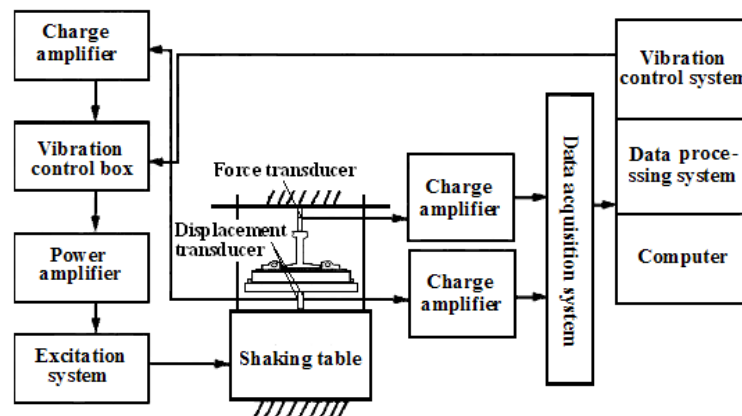 Charge
amplifier
Vibration
control box
Power
amplifier
Excitation
system
Force transducer
Displacement
transducer
Shaking table
Charge
amplifier
Charge
amplifier
Data acquisition system
Vibration
control system
Data proce-
ssing system
Computer